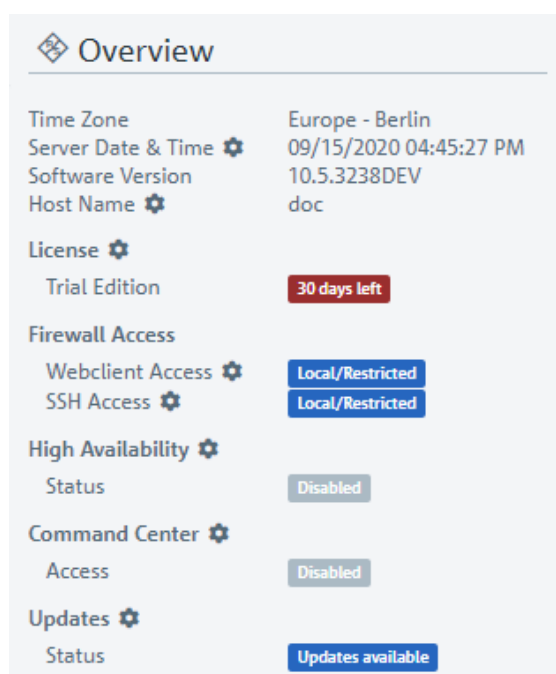 Overview
Time Zone Europe - Berlin
Server Date & Time 09/15/2020 04:45:27 PM
Software Version 10.5.3238DEV
Host Name doc
License
Trial Edition 30 days left
Firewall Access
Webclient Access Local/Restricted
SSH Access Local/Restricted
High Availability
Status Disabled
Command Center
Access Disabled
Updates
Status Updates available